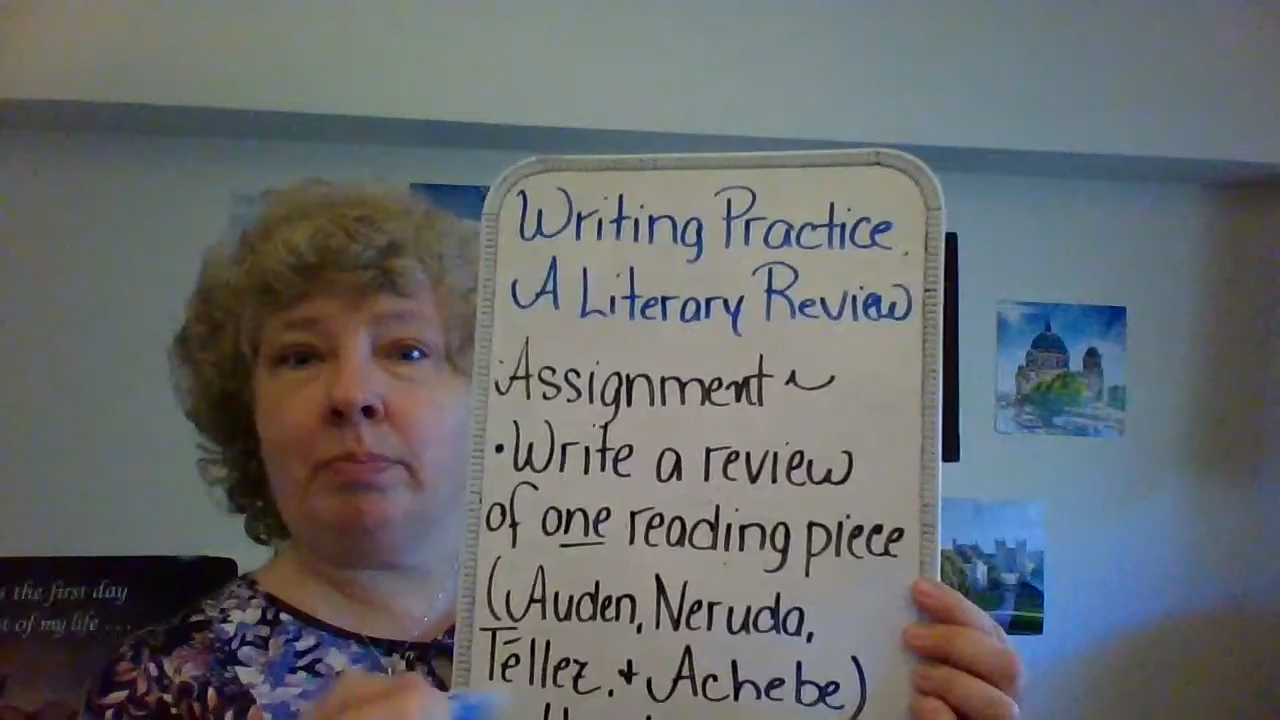 Writing Practice.
A Literary Review
Assignment ~
• Write a review
of one reading piece
(Auden, Neruda,
Téllez, + Achebe)
the first day
of my life ...